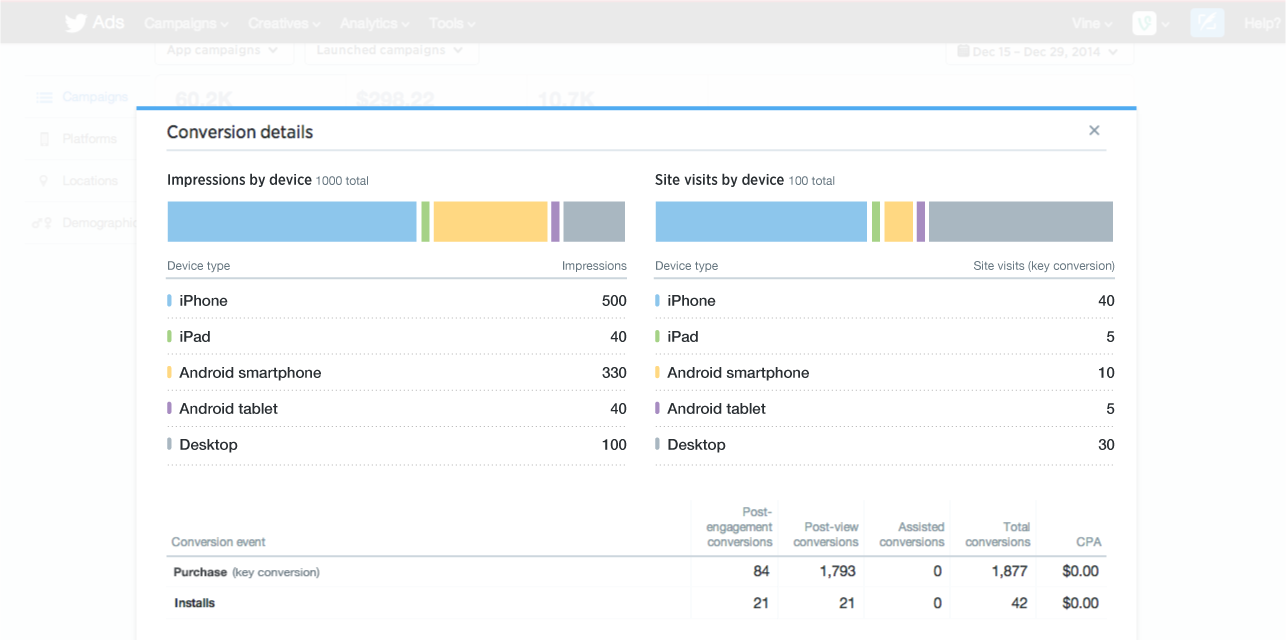 Ads Campaigns Creatives Analytics Tools Vine Help?
App campaigns Launched campaigns Dec 15 - Dec 29, 2014
Campaigns 60.2K $298.22 10.7K
Platforms
Locations
Demographic
Conversion details
Impressions by device 1000 total
Device type Impressions
iPhone 500
iPad 40
Android smartphone 330
Android tablet 40
Desktop 100
Site visits by device 100 total
Device type Site visits (key conversion)
iPhone 40
iPad 5
Android smartphone 10
Android tablet 5
Desktop 30
Conversion event Post-engagement conversions Post-view conversions Assisted conversions Total conversions CPA
Purchase (key conversion) 84 1,793 0 1,877 $0.00
Installs 21 21 0 42 $0.00